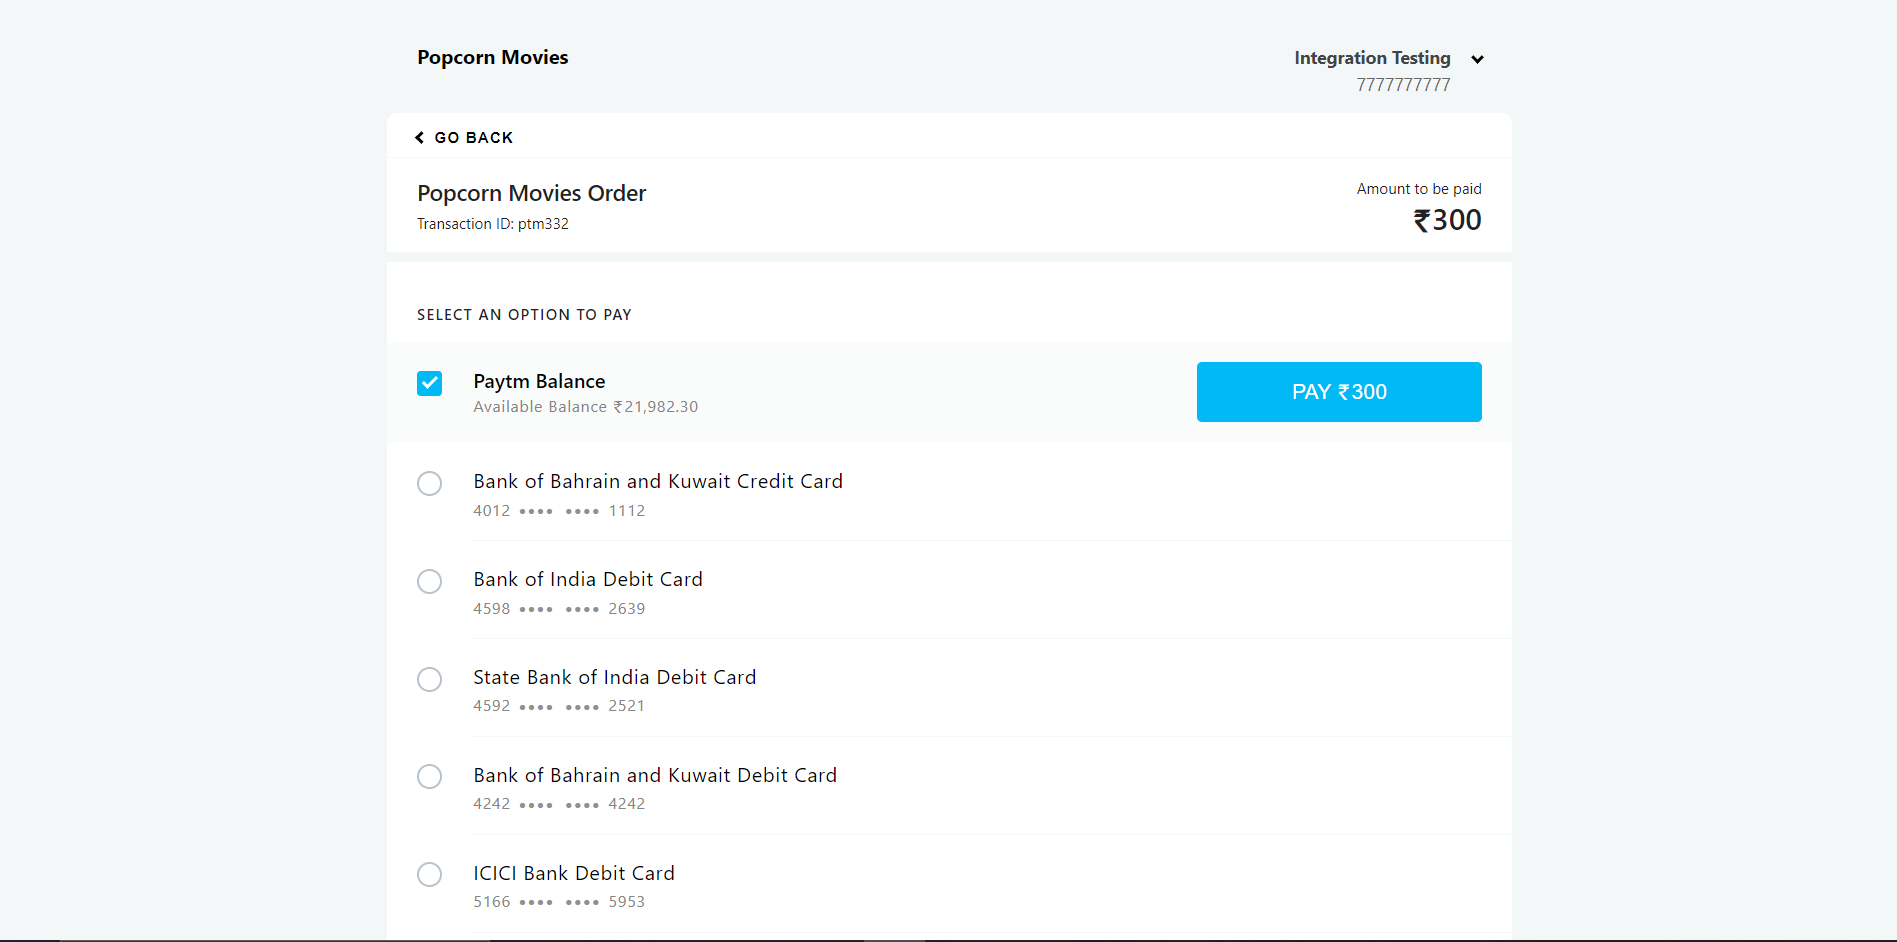 Popcorn Movies
Integration Testing
7777777777
GO BACK
Popcorn Movies Order
Transaction ID: ptm332
Amount to be paid
₹300
SELECT AN OPTION TO PAY
Paytm Balance
Available Balance ₹21,982.30
PAY ₹300
Bank of Bahrain and Kuwait Credit Card
4012 •••• •••• 1112
Bank of India Debit Card
4598 •••• •••• 2639
State Bank of India Debit Card
4592 •••• •••• 2521
Bank of Bahrain and Kuwait Debit Card
4242 •••• •••• 4242
ICICI Bank Debit Card
5166 •••• •••• 5953